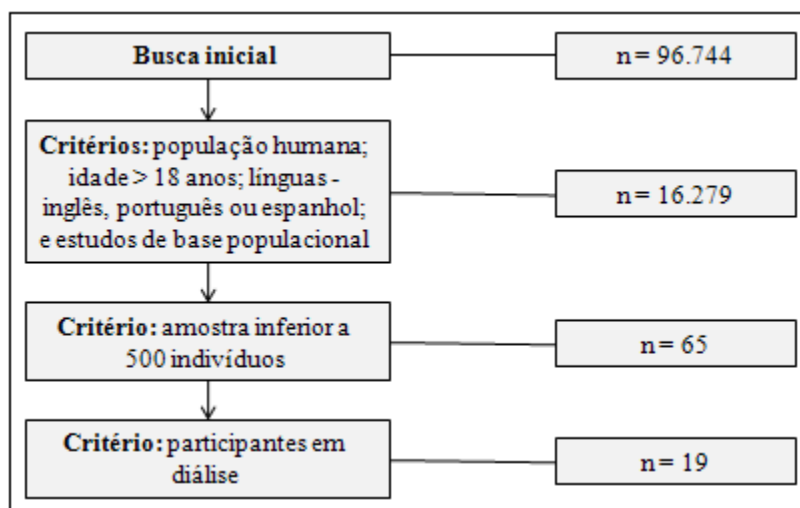 Busca inicial
n = 96.744
Critérios: população humana;
idade > 18 anos; línguas -
inglês, português ou espanhol;
e estudos de base populacional
n = 16.279
Critério: amostra inferior a
500 indivíduos
n = 65
Critério: participantes em
diálise
n = 19